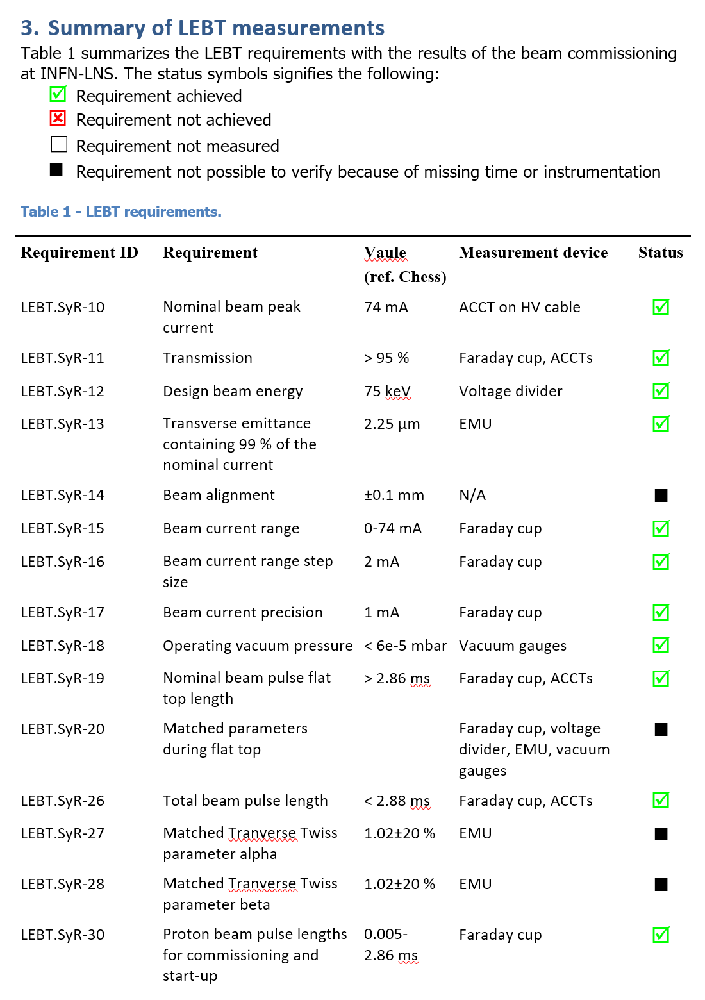 3. Summary of LEBT measurements
Table 1 summarizes the LEBT requirements with the results of the beam commissioning
at INFN-LNS. The status symbols signifies the following:
☑ Requirement achieved
☒ Requirement not achieved
☐ Requirement not measured
■ Requirement not possible to verify because of missing time or instrumentation
Table 1 - LEBT requirements.
Requirement ID Requirement Vaule Measurement device Status
(ref. Chess)
LEBT.SyR-10 Nominal beam peak 74 mA ACCT on HV cable ☑
current
LEBT.SyR-11 Transmission > 95 % Faraday cup, ACCTs ☑
LEBT.SyR-12 Design beam energy 75 keV Voltage divider ☑
LEBT.SyR-13 Transverse emittance 2.25 µm EMU ☑
containing 99 % of the
nominal current
LEBT.SyR-14 Beam alignment ±0.1 mm N/A ■
LEBT.SyR-15 Beam current range 0-74 mA Faraday cup ☑
LEBT.SyR-16 Beam current range step 2 mA Faraday cup ☑
size
LEBT.SyR-17 Beam current precision 1 mA Faraday cup ☑
LEBT.SyR-18 Operating vacuum pressure < 6e-5 mbar Vacuum gauges ☑
LEBT.SyR-19 Nominal beam pulse flat > 2.86 ms Faraday cup, ACCTs ☑
top length
LEBT.SyR-20 Matched parameters Faraday cup, voltage ■
during flat top divider, EMU, vacuum
gauges
LEBT.SyR-26 Total beam pulse length < 2.88 ms Faraday cup, ACCTs ☑
LEBT.SyR-27 Matched Tranverse Twiss 1.02±20 % EMU ■
parameter alpha
LEBT.SyR-28 Matched Tranverse Twiss 1.02±20 % EMU ■
parameter beta
LEBT.SyR-30 Proton beam pulse lengths 0.005- Faraday cup ☑
for commissioning and 2.86 ms
start-up